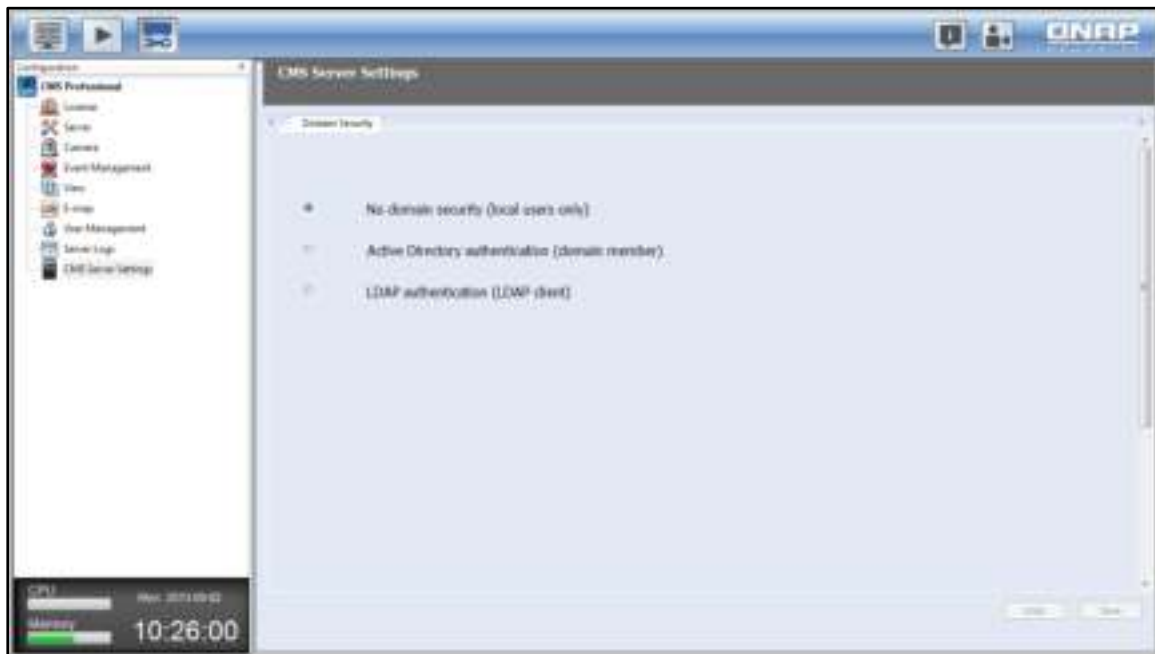 QNAP
Configuration
CMS Professional
License
Server
Camera
Event Management
View
E-map
User Management
Server Logs
CMS Server Settings
CMS Server Settings
Domain Security
No domain security (local users only)
Active Directory authentication (domain member)
LDAP authentication (LDAP client)
CPU
Memory
10:26:00